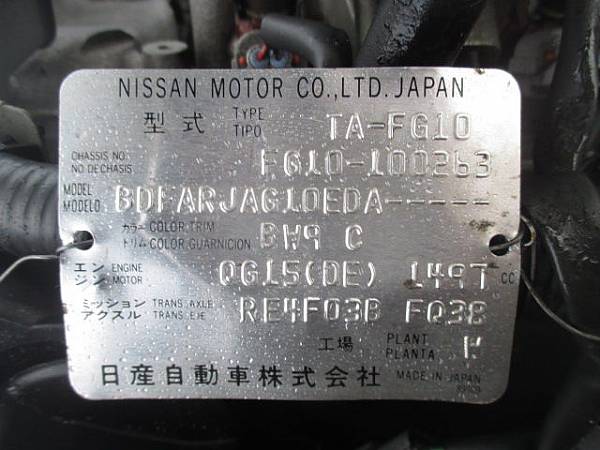 NISSAN MOTOR CO.,LTD. JAPAN
型式 TYPE TIPO TA-FG10
CHASSIS NO. NO DE CHASIS FG10-100263
MODEL MODELO BDFARJAG10EDA-----
カラー COLOR,TRIM トリム COLOR,GUARNICION BW9 C
エンジン ENGINE MOTOR QG15(DE) 1497 CC
ミッション TRANS. AXLE アクスル TRANS. EJE RE4F03B FQ38
工場 PLANT PLANTA K
日産自動車株式会社 MADE IN JAPAN